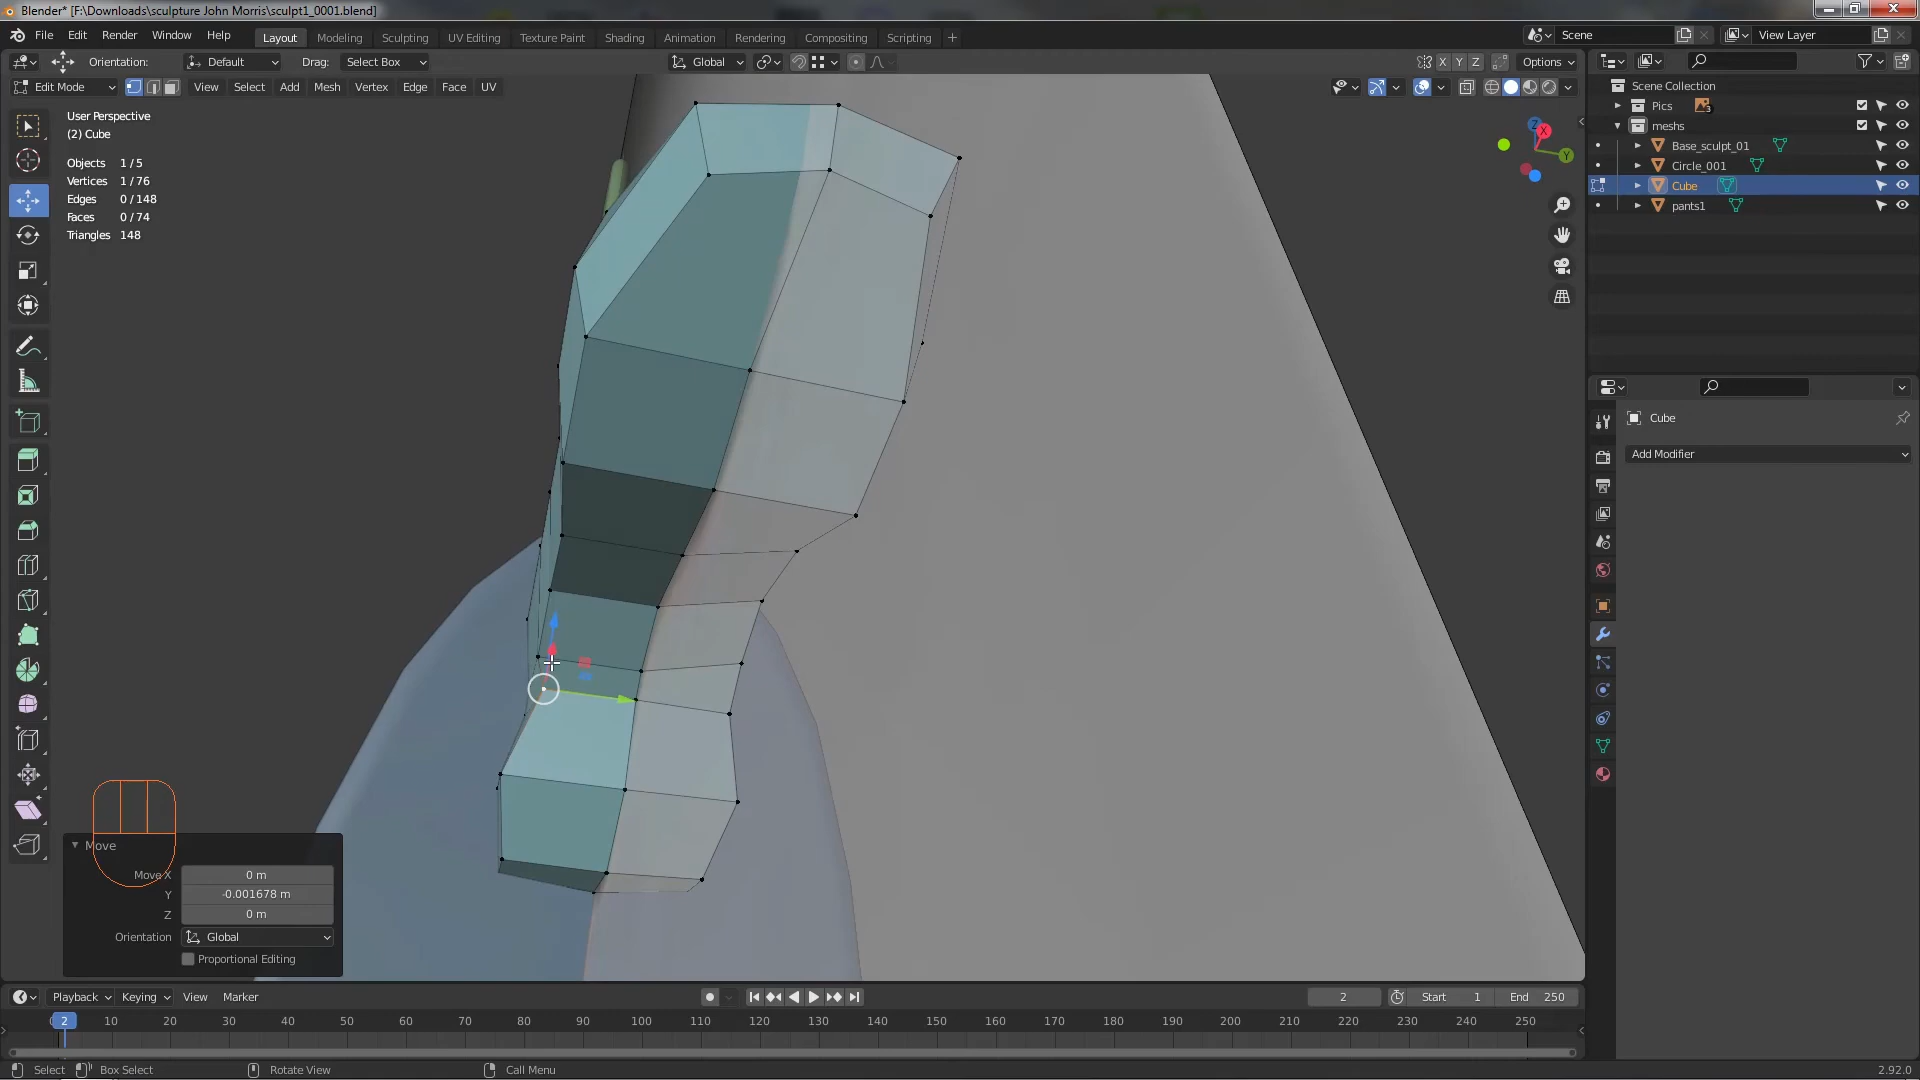 Blender* [F:\Downloads\sculpture John Morris\sculpt1_0001.blend]
File Edit Render Window Help Layout Modeling Sculpting UV Editing Texture Paint Shading Animation Rendering Compositing Scripting + Scene View Layer
Orientation: Default Drag: Select Box Global X Y Z Options
Edit Mode View Select Add Mesh Vertex Edge Face UV
User Perspective
(2) Cube
Objects 1 / 5
Vertices 1 / 76
Edges 0 / 148
Faces 0 / 74
Triangles 148
Z X Y
Scene Collection
Pics 3
meshs
Base_sculpt_01
Circle_001
Cube
pants1
Cube
Add Modifier
Move
Move X 0 m
Y -0.001678 m
Z 0 m
Orientation Global
Proportional Editing
Playback Keying View Marker 2 Start 1 End 250
2 10 20 30 40 50 60 70 80 90 100 110 120 130 140 150 160 170 180 190 200 210 220 230 240 250
Select Box Select Rotate View Call Menu 2.92.0